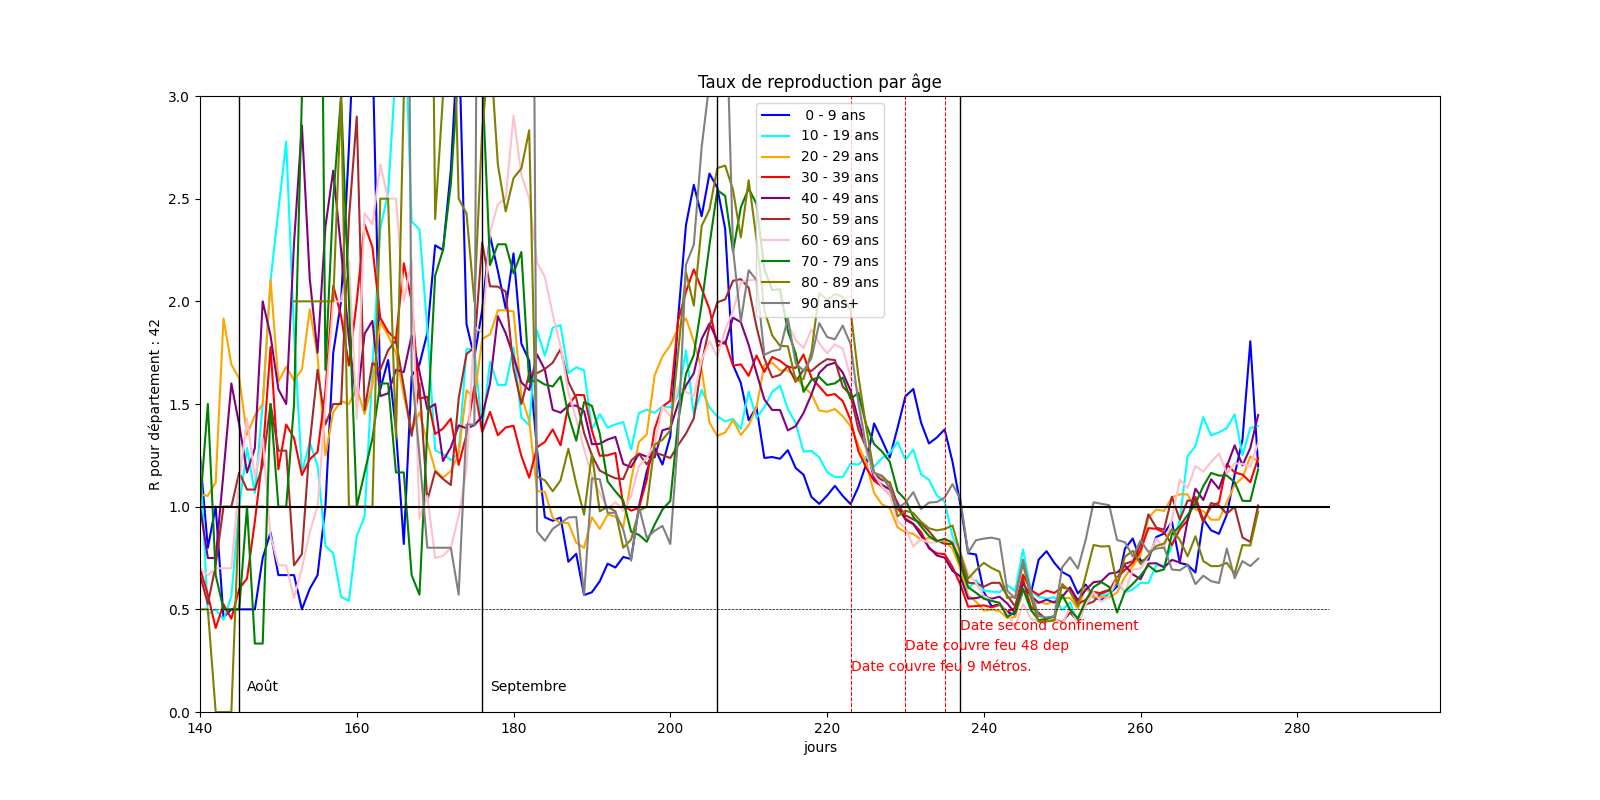 Taux de reproduction par âge
3.0
2.5
2.0
1.5
1.0
0.5
0.0
R pour département : 42
0 - 9 ans
10 - 19 ans
20 - 29 ans
30 - 39 ans
40 - 49 ans
50 - 59 ans
60 - 69 ans
70 - 79 ans
80 - 89 ans
90 ans+
Date second confinement
Date couvre feu 48 dep
Date couvre feu 9 Métros.
Août
Septembre
140 160 180 200 220 240 260 280
jours